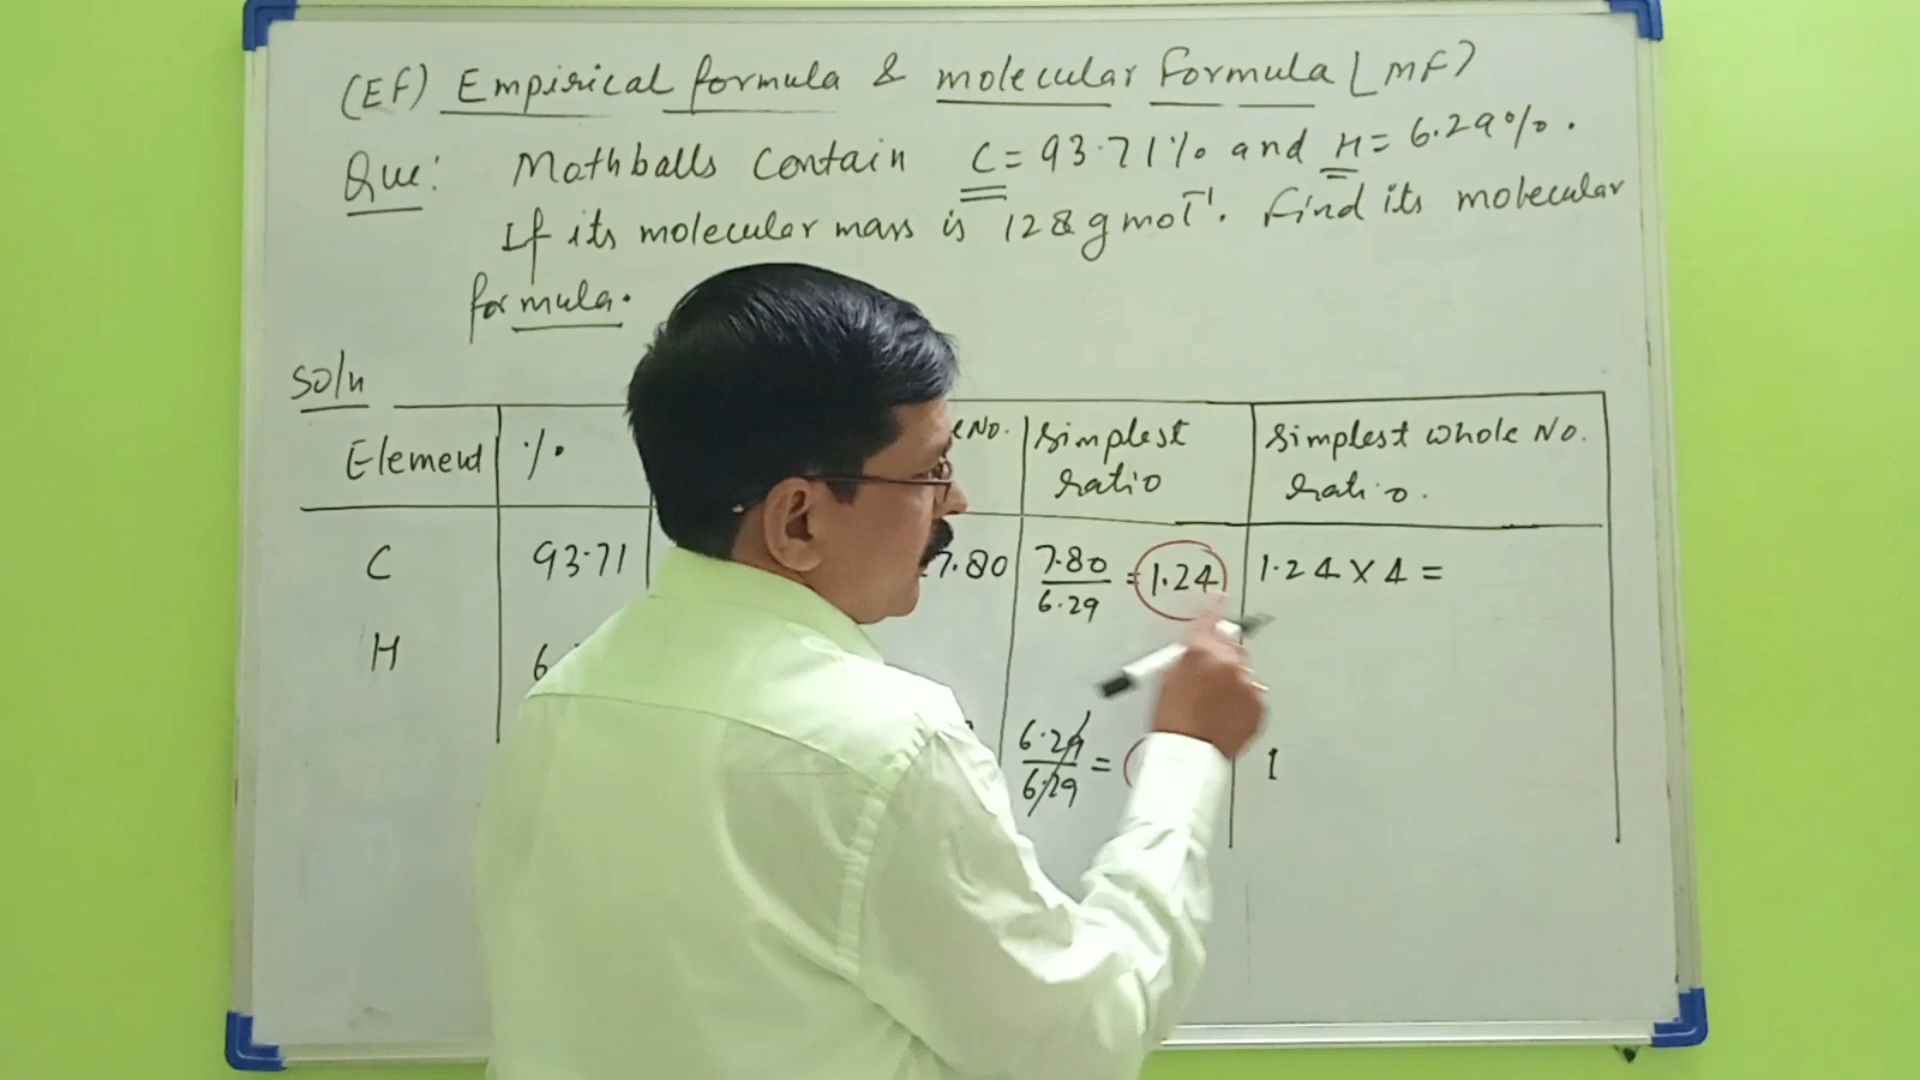 (EF) Empirical formula & molecular Formula [MF)
Que: Mothballs contain C = 93.71% and H = 6.29%.
If its molecular mass is 128 g mol⁻¹. Find its molecular
formula.
Soln
Element % No. Simplest ratio Simplest whole No. ratio.
C 93.71 7.80 7.80/6.29 = 1.24 1.24 x 4 =
H 6.
6.29/6.29 = 1